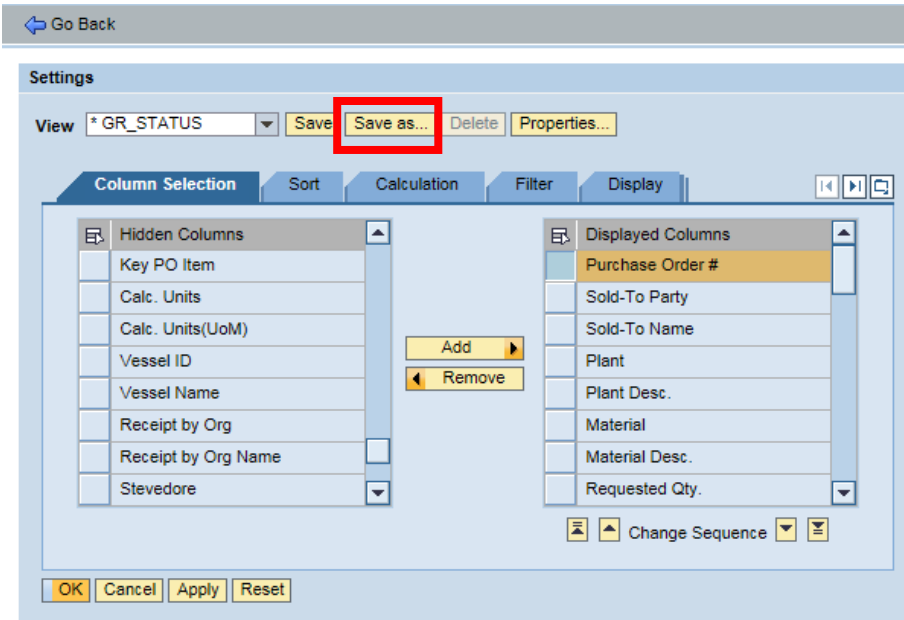 Go Back
Settings
View * GR_STATUS Save Save as... Delete Properties...
Column Selection Sort Calculation Filter Display
Hidden Columns Displayed Columns
Key PO Item Purchase Order #
Calc. Units Sold-To Party
Calc. Units(UoM) Sold-To Name
Add
Vessel ID Plant
Remove
Vessel Name Plant Desc.
Receipt by Org Material
Receipt by Org Name Material Desc.
Stevedore Requested Qty.
Change Sequence
OK Cancel Apply Reset